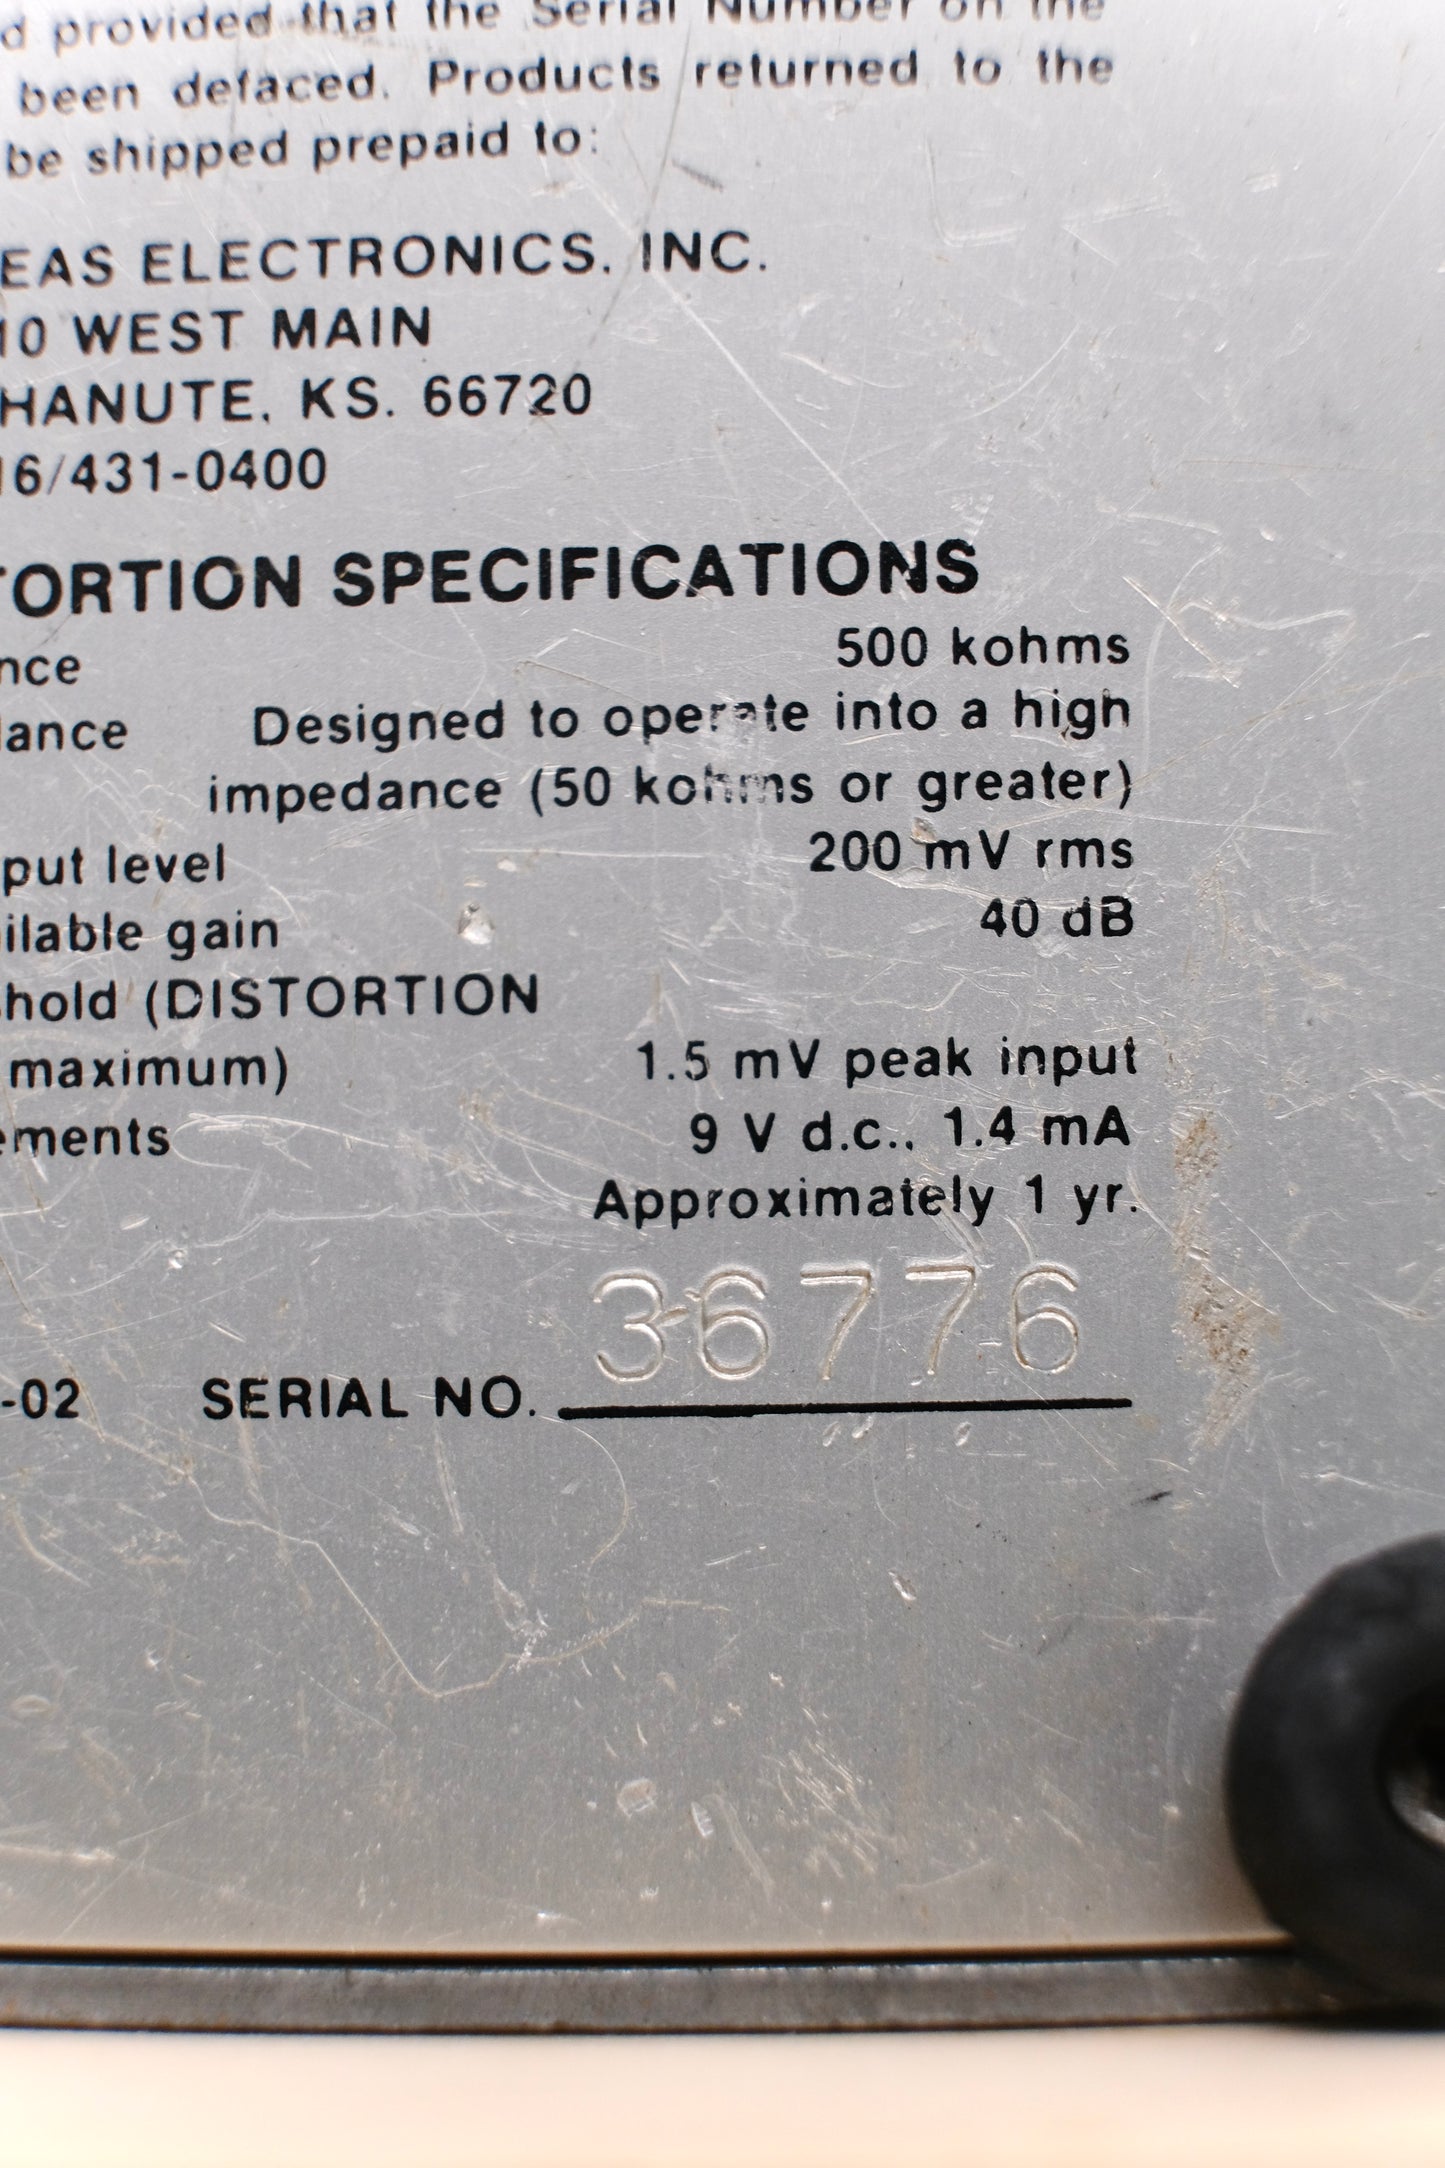 d provided that the Serial Number on the
been defaced. Products returned to the
be shipped prepaid to:
EAS ELECTRONICS, INC.
10 WEST MAIN
HANUTE, KS. 66720
16/431-0400
TORTION SPECIFICATIONS
nce 500 kohms
dance Designed to operate into a high
impedance (50 kohms or greater)
put level 200 mV rms
ilable gain 40 dB
shold (DISTORTION
maximum) 1.5 mV peak input
ements 9 V d.c., 1.4 mA
Approximately 1 yr.
-02 SERIAL NO. 36776